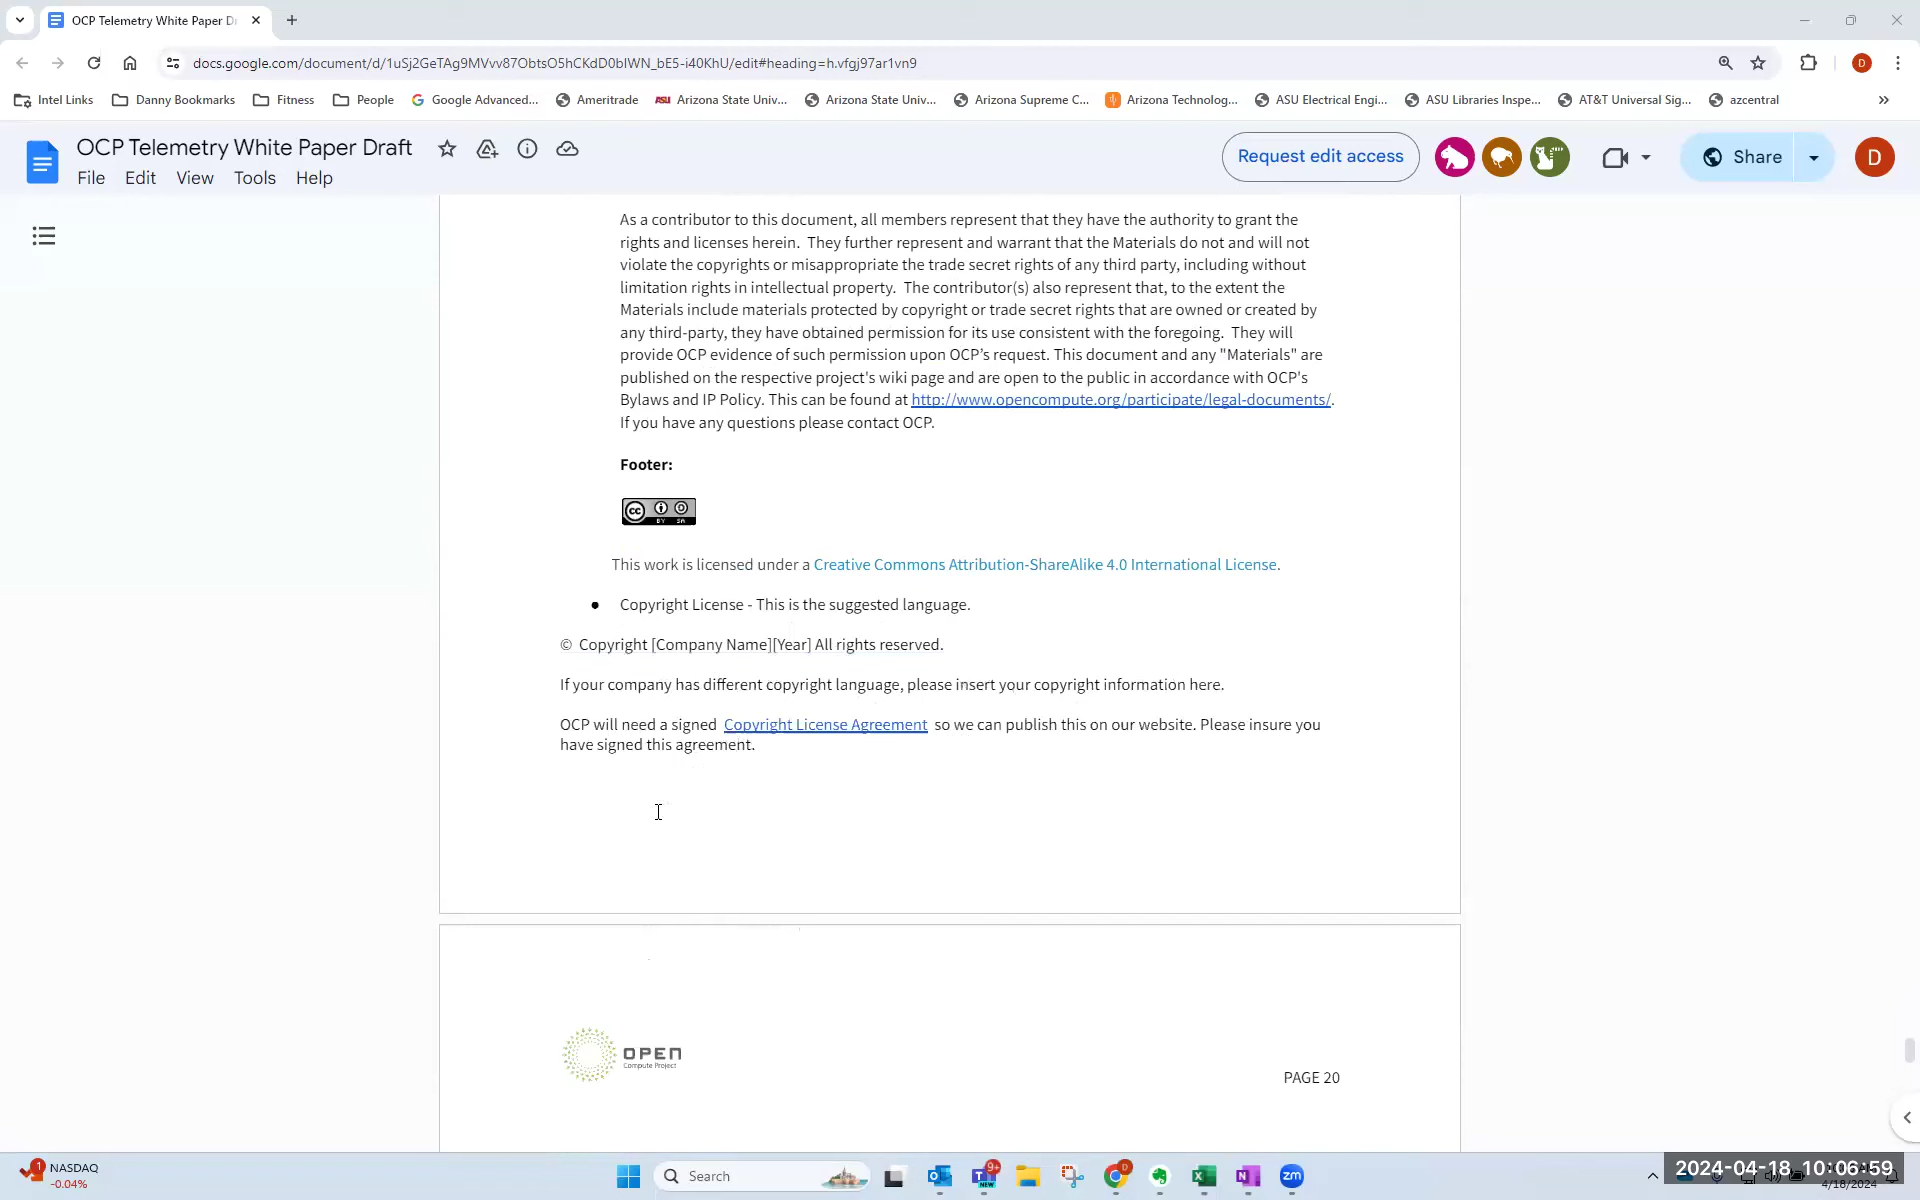 OCP Telemetry White Paper Dr
docs.google.com/document/d/1uSj2GeTAg9MVvv87ObtsO5hCKdD0bIWN_bE5-i40KhU/edit#heading=h.vfgj97ar1vn9
D
Intel Links
Danny Bookmarks
Fitness
People
Google Advanced...
Ameritrade
ASU Arizona State Univ...
Arizona State Univ...
Arizona Supreme C...
Arizona Technolog...
ASU Electrical Engi...
ASU Libraries Inspe...
AT&T Universal Sig...
azcentral
OCP Telemetry White Paper Draft
File Edit View Tools Help
Request edit access
Share
D
As a contributor to this document, all members represent that they have the authority to grant the
rights and licenses herein.  They further represent and warrant that the Materials do not and will not
violate the copyrights or misappropriate the trade secret rights of any third party, including without
limitation rights in intellectual property.  The contributor(s) also represent that, to the extent the
Materials include materials protected by copyright or trade secret rights that are owned or created by
any third-party, they have obtained permission for its use consistent with the foregoing.  They will
provide OCP evidence of such permission upon OCP's request. This document and any "Materials" are
published on the respective project's wiki page and are open to the public in accordance with OCP's
Bylaws and IP Policy. This can be found at http://www.opencompute.org/participate/legal-documents/.
If you have any questions please contact OCP.
Footer:
cc BY SA
This work is licensed under a Creative Commons Attribution-ShareAlike 4.0 International License.
● Copyright License - This is the suggested language.
© Copyright [Company Name][Year] All rights reserved.
If your company has different copyright language, please insert your copyright information here.
OCP will need a signed Copyright License Agreement so we can publish this on our website. Please insure you
have signed this agreement.
OPEN
Compute Project
PAGE 20
1
NASDAQ
-0.04%
Search
9+
NEW
D
zm
2024-04-18 10:06:59
4/18/2024